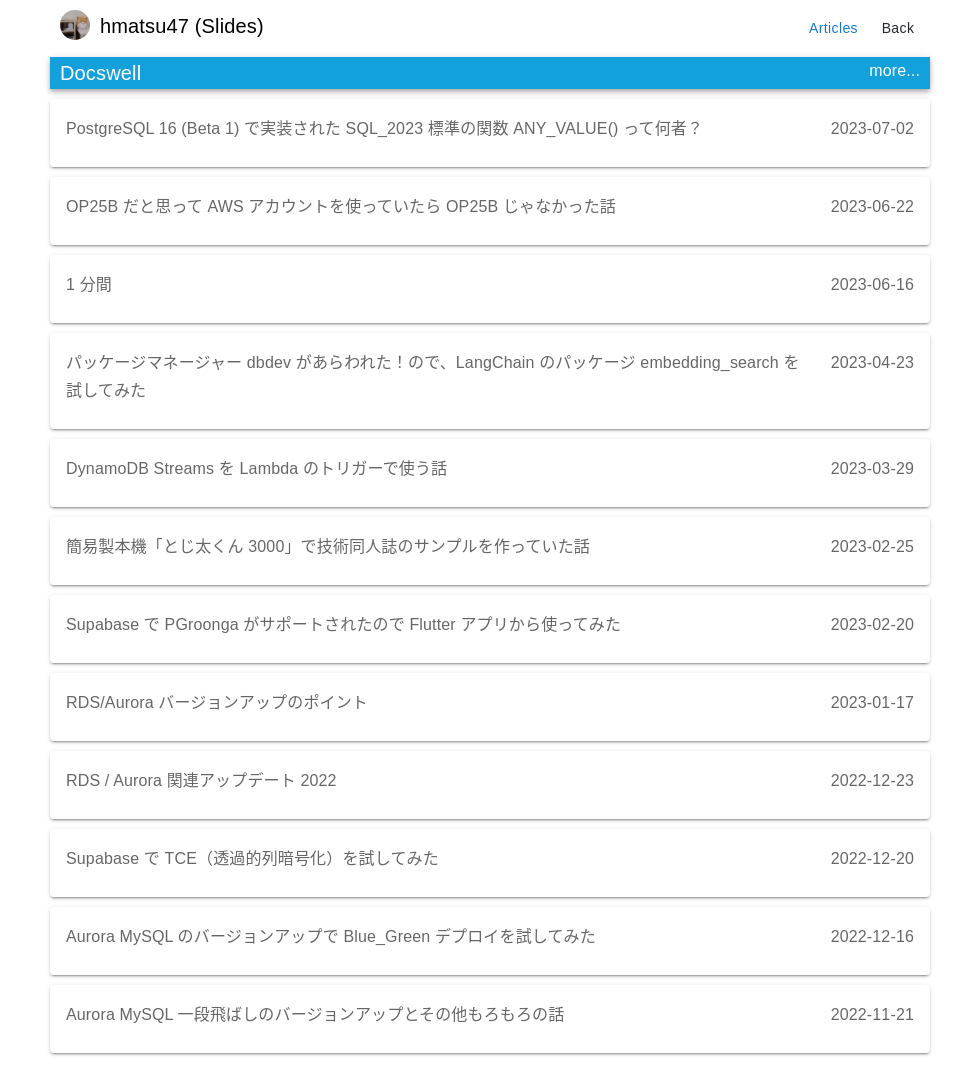 hmatsu47 (Slides)
Articles
Back
Docswell
more...
PostgreSQL 16 (Beta 1) で実装された SQL_2023 標準の関数 ANY_VALUE() って何者？
2023-07-02
OP25B だと思って AWS アカウントを使っていたら OP25B じゃなかった話
2023-06-22
1 分間
2023-06-16
パッケージマネージャー dbdev があらわれた！ので、LangChain のパッケージ embedding_search を
試してみた
2023-04-23
DynamoDB Streams を Lambda のトリガーで使う話
2023-03-29
簡易製本機「とじ太くん 3000」で技術同人誌のサンプルを作っていた話
2023-02-25
Supabase で PGroonga がサポートされたので Flutter アプリから使ってみた
2023-02-20
RDS/Aurora バージョンアップのポイント
2023-01-17
RDS / Aurora 関連アップデート 2022
2022-12-23
Supabase で TCE（透過的列暗号化）を試してみた
2022-12-20
Aurora MySQL のバージョンアップで Blue_Green デプロイを試してみた
2022-12-16
Aurora MySQL 一段飛ばしのバージョンアップとその他もろもろの話
2022-11-21